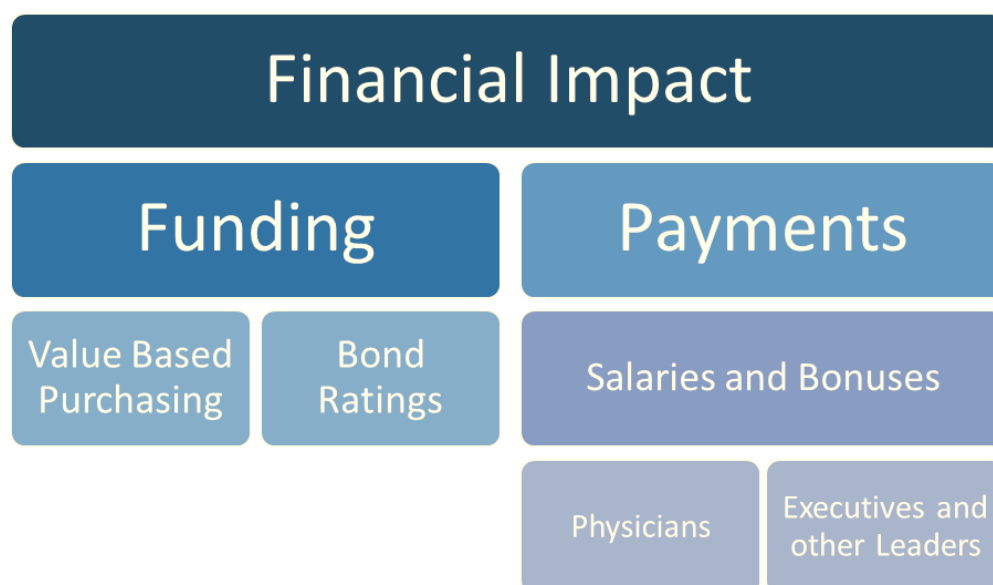 Financial Impact
Funding
Payments
Value Based
Purchasing
Bond
Ratings
Salaries and Bonuses
Physicians
Executives and
other Leaders